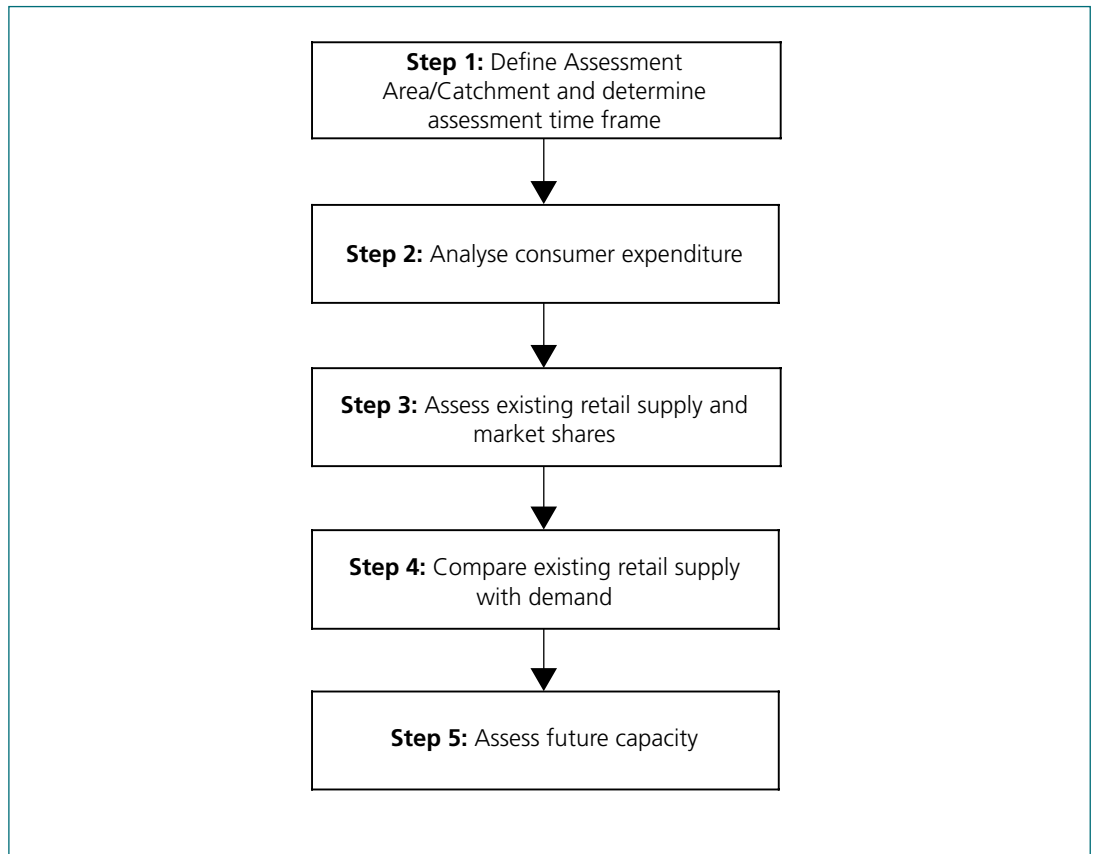 Step 1: Define Assessment
Area/Catchment and determine
assessment time frame
Step 2: Analyse consumer expenditure
Step 3: Assess existing retail supply and
market shares
Step 4: Compare existing retail supply
with demand
Step 5: Assess future capacity